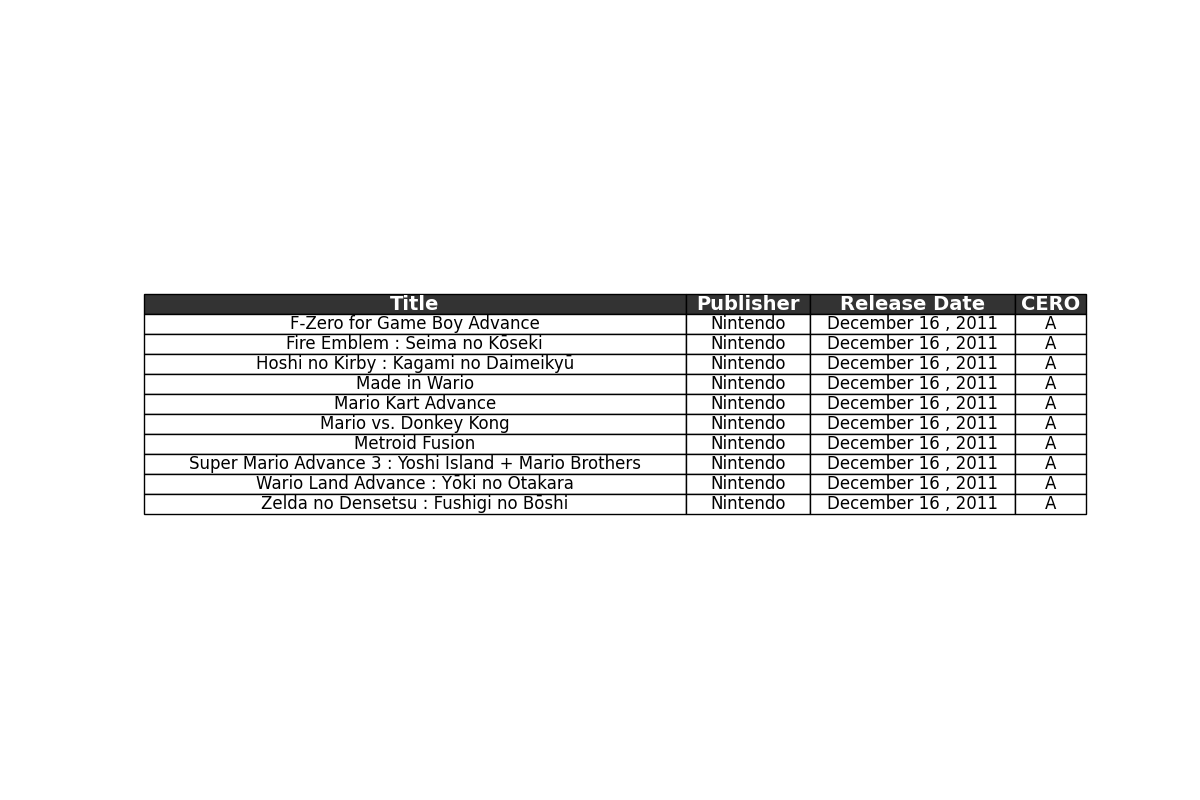 Title Publisher Release Date CERO
F-Zero for Game Boy Advance Nintendo December 16 , 2011 A
Fire Emblem : Seima no Kōseki Nintendo December 16 , 2011 A
Hoshi no Kirby : Kagami no Daimeikyū Nintendo December 16 , 2011 A
Made in Wario Nintendo December 16 , 2011 A
Mario Kart Advance Nintendo December 16 , 2011 A
Mario vs. Donkey Kong Nintendo December 16 , 2011 A
Metroid Fusion Nintendo December 16 , 2011 A
Super Mario Advance 3 : Yoshi Island + Mario Brothers Nintendo December 16 , 2011 A
Wario Land Advance : Yōki no Otakara Nintendo December 16 , 2011 A
Zelda no Densetsu : Fushigi no Bōshi Nintendo December 16 , 2011 A